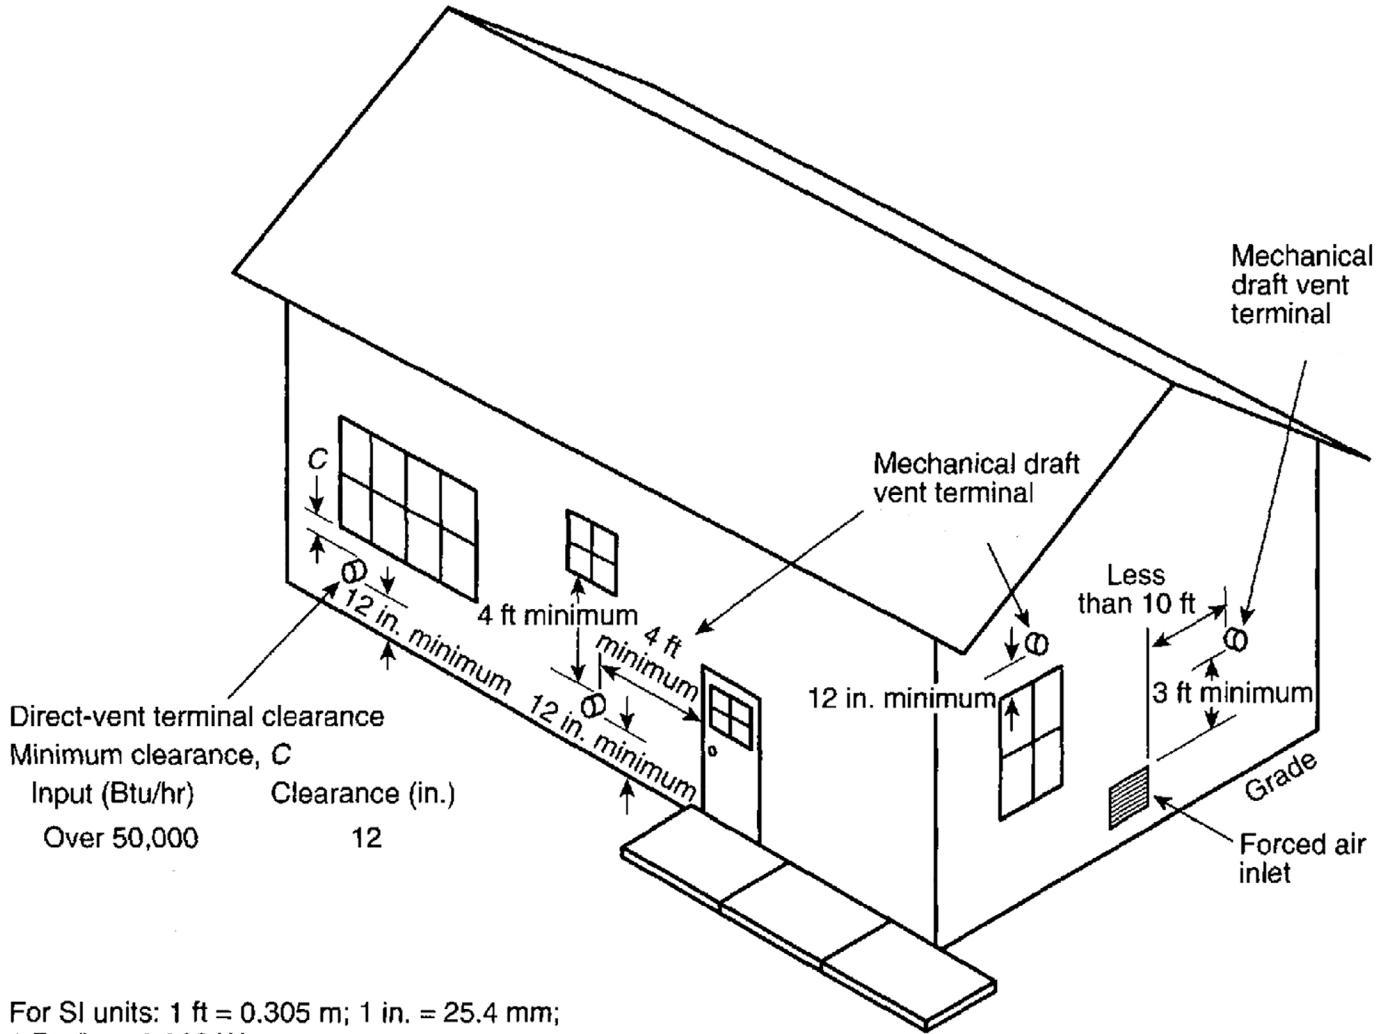 Mechanical
draft vent
terminal
Mechanical draft
vent terminal
C
Less
than 10 ft
4 ft minimum
4 ft
minimum
12 in. minimum
12 in. minimum
12 in. minimum
3 ft minimum
Direct-vent terminal clearance
Minimum clearance, C
Input (Btu/hr) Clearance (in.)
Over 50,000 12
Grade
Forced air
inlet
For SI units: 1 ft = 0.305 m; 1 in. = 25.4 mm;